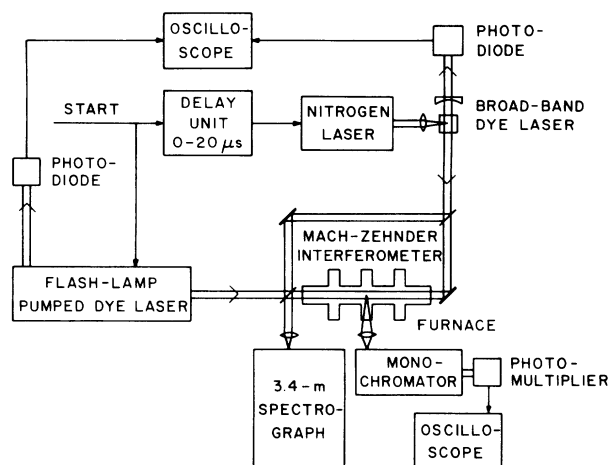 OSCILLO-
SCOPE
PHOTO-
DIODE
START
DELAY
UNIT
0-20 μs
NITROGEN
LASER
BROAD-BAND
DYE LASER
PHOTO-
DIODE
MACH-ZEHNDER
INTERFEROMETER
FLASH-LAMP
PUMPED DYE LASER
FURNACE
3.4-m
SPECTRO-
GRAPH
MONO-
CHROMATOR
PHOTO-
MULTIPLIER
OSCILLO-
SCOPE